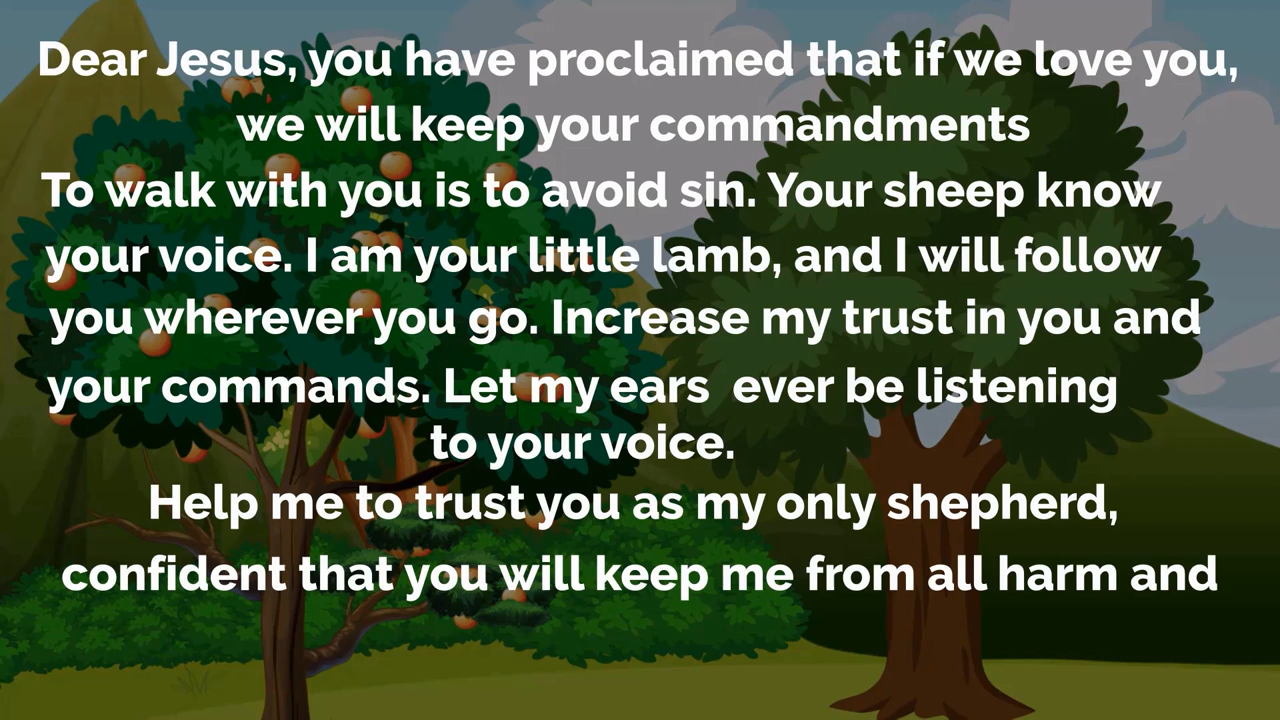 Dear Jesus, you have proclaimed that if we love you,
we will keep your commandments
To walk with you is to avoid sin. Your sheep know
your voice. I am your little lamb, and I will follow
you wherever you go. Increase my trust in you and
your commands. Let my ears  ever be listening
to your voice.
Help me to trust you as my only shepherd,
confident that you will keep me from all harm and